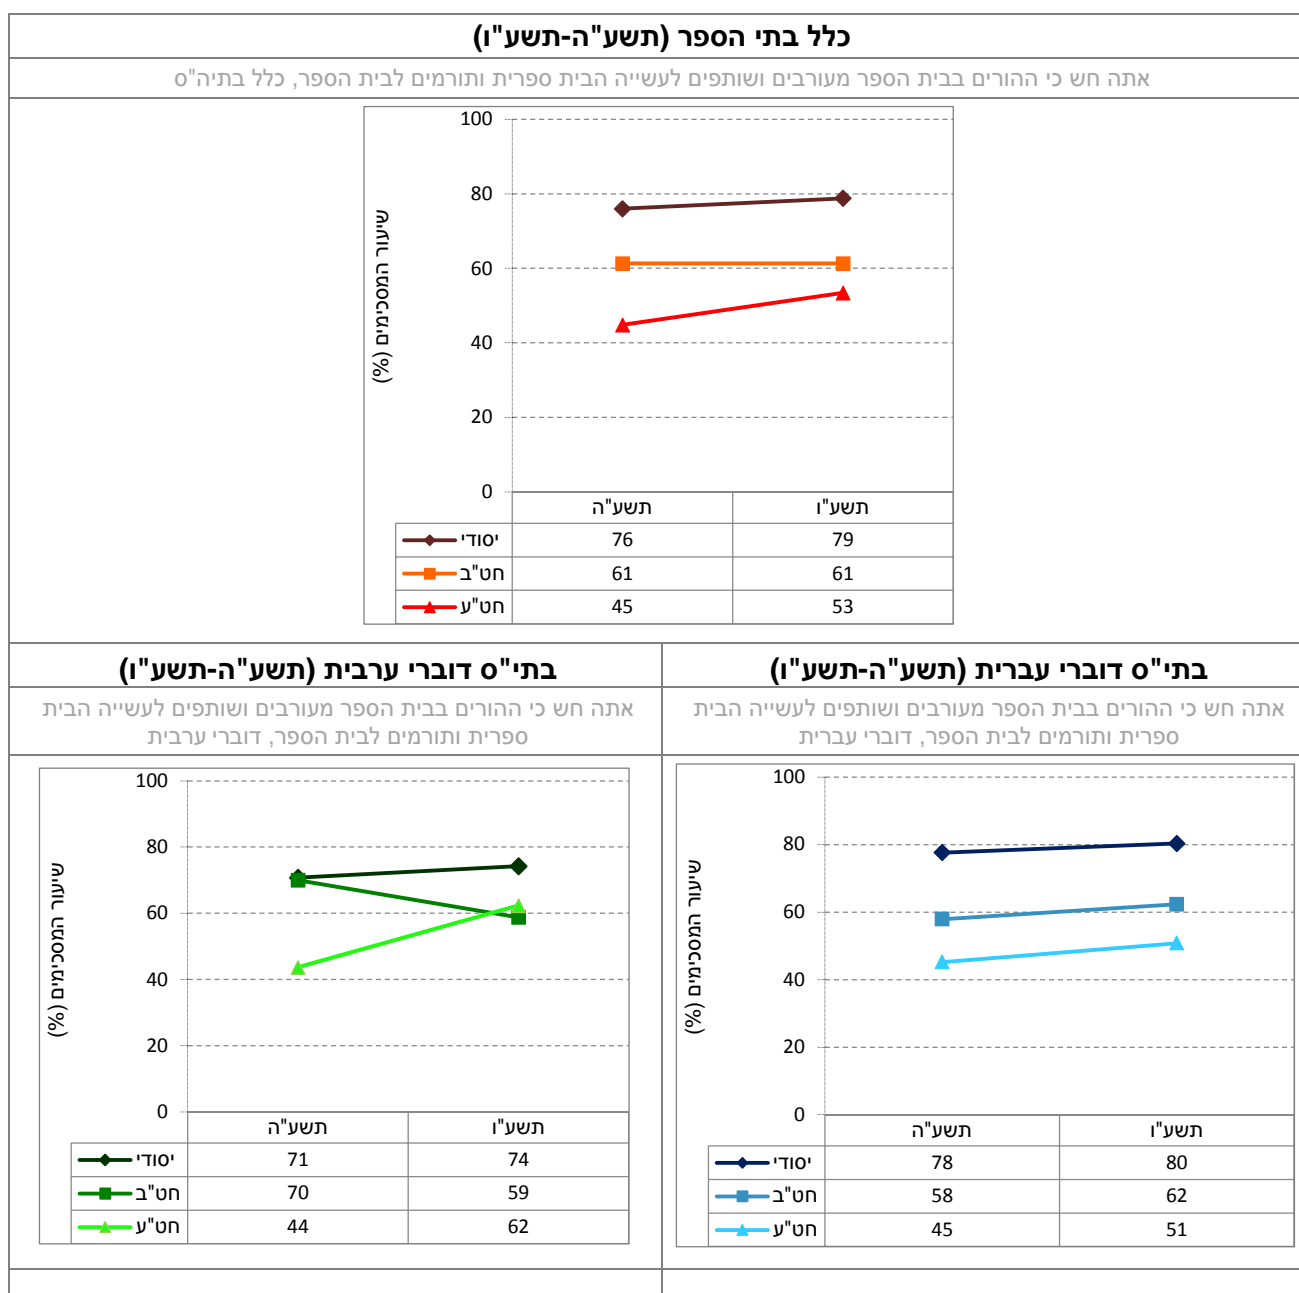 כלל בתי הספר (תשע"ה-תשע"ו)
אתה חש כי ההורים בבית הספר מעורבים ושותפים לעשייה הבית ספרית ותורמים לבית הספר, כלל בתיה"ס
שיעור המסכימים (%)
100
80
60
40
20
0
תשע"ה תשע"ו
יסודי 76 79
חט"ב 61 61
חט"ע 45 53
בתי"ס דוברי עברית (תשע"ה-תשע"ו)
אתה חש כי ההורים בבית הספר מעורבים ושותפים לעשייה הבית
ספרית ותורמים לבית הספר, דוברי עברית
שיעור המסכימים (%)
100
80
60
40
20
0
תשע"ה תשע"ו
יסודי 78 80
חט"ב 58 62
חט"ע 45 51
בתי"ס דוברי ערבית (תשע"ה-תשע"ו)
אתה חש כי ההורים בבית הספר מעורבים ושותפים לעשייה הבית
ספרית ותורמים לבית הספר, דוברי ערבית
שיעור המסכימים (%)
100
80
60
40
20
0
תשע"ה תשע"ו
יסודי 71 74
חט"ב 70 59
חט"ע 44 62